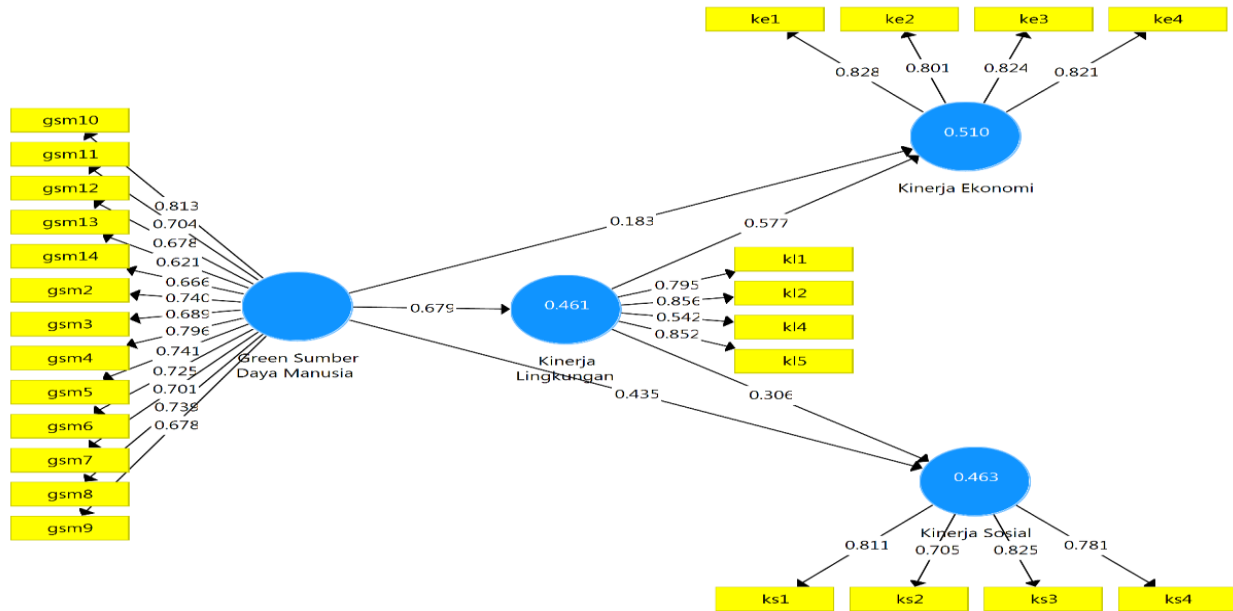 ke1
ke2
ke3
ke4
0.828
0.801
0.824
0.821
0.510
Kinerja Ekonomi
gsm10
gsm11
gsm12
gsm13
gsm14
gsm2
gsm3
gsm4
gsm5
gsm6
gsm7
gsm8
gsm9
0.813
0.704
0.678
0.621
0.666
0.740
0.689
0.796
0.741
0.725
0.701
0.738
0.678
Green Sumber
Daya Manusia
0.183
0.679
0.435
0.461
Kinerja
Lingkungan
0.577
0.306
0.795
0.856
0.542
0.852
kl1
kl2
kl4
kl5
0.463
Kinerja Sosial
0.811
0.705
0.825
0.781
ks1
ks2
ks3
ks4